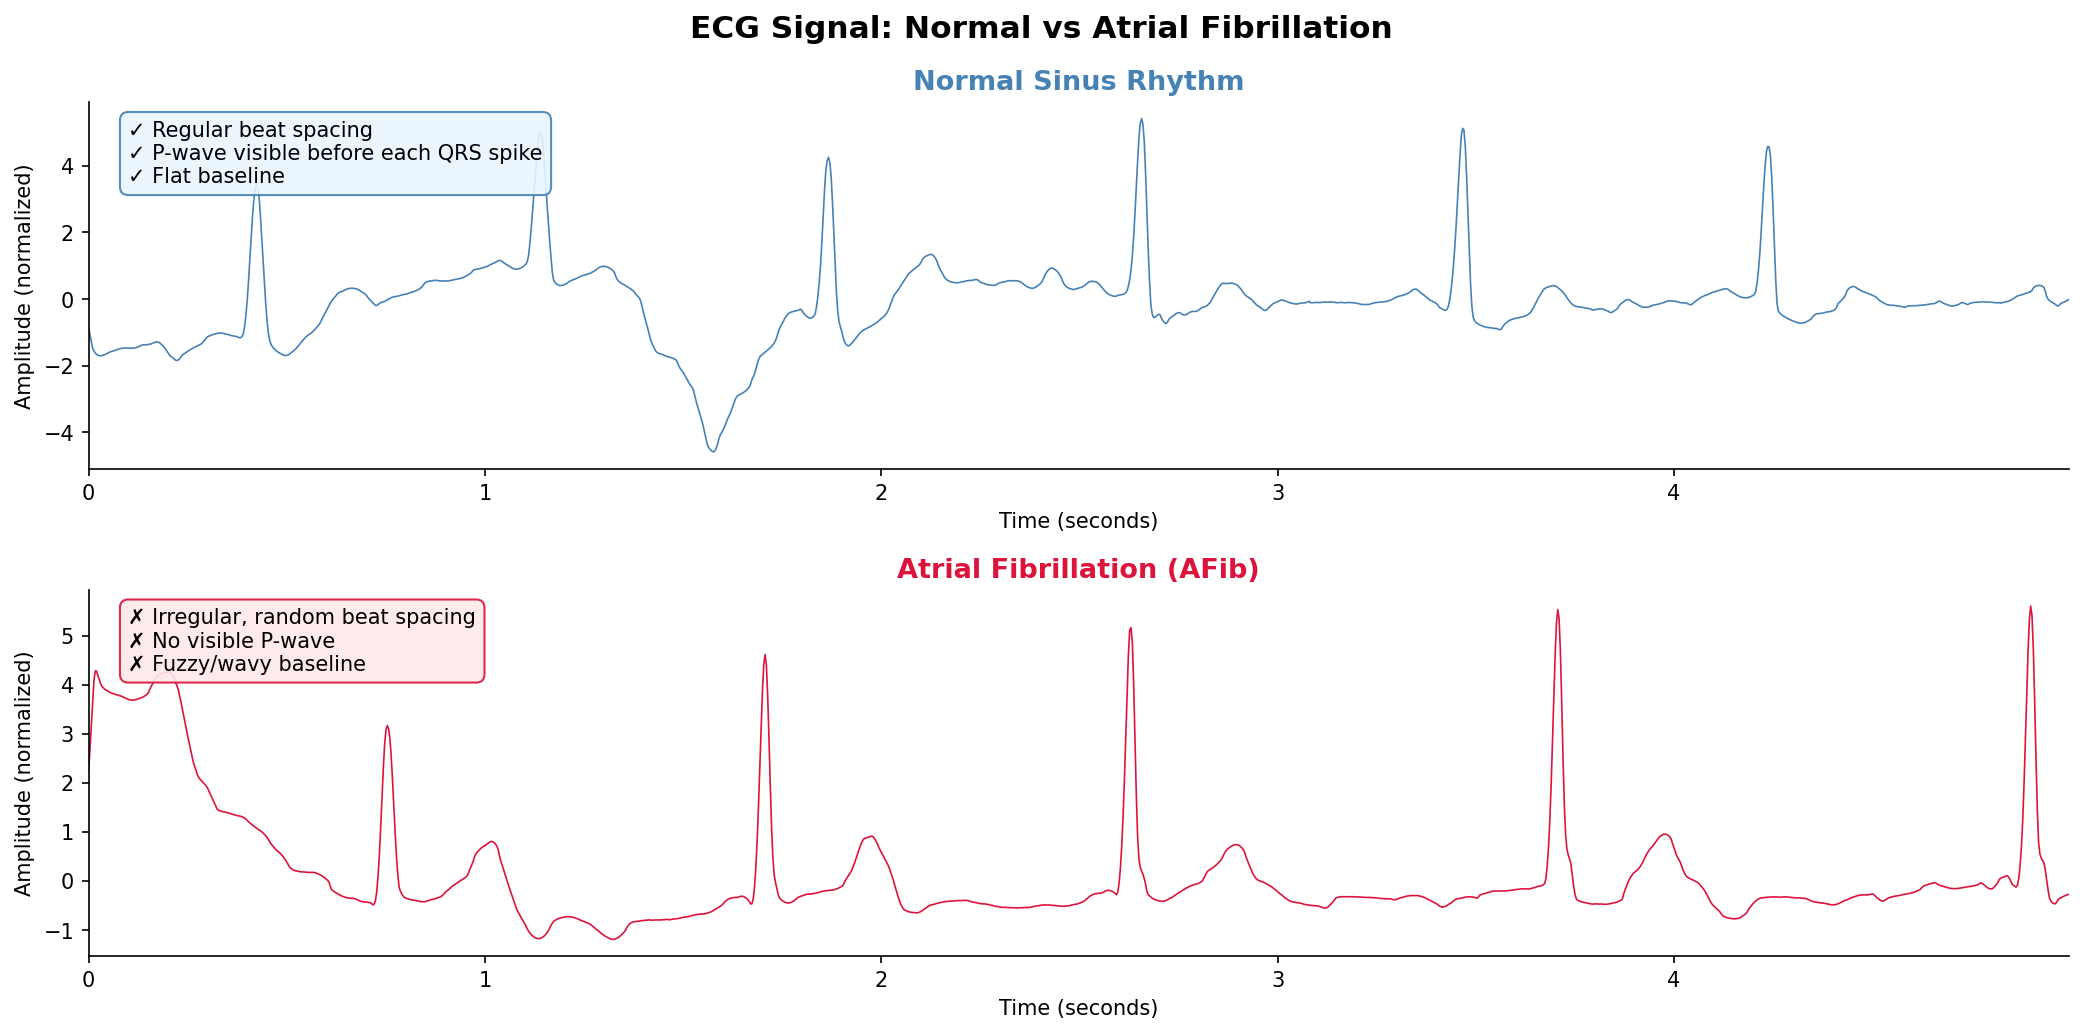 ECG Signal: Normal vs Atrial Fibrillation
Normal Sinus Rhythm
✓ Regular beat spacing
✓ P-wave visible before each QRS spike
✓ Flat baseline
Amplitude (normalized)
4
2
0
−2
−4
0 1 2 3 4
Time (seconds)
Atrial Fibrillation (AFib)
✗ Irregular, random beat spacing
✗ No visible P-wave
✗ Fuzzy/wavy baseline
Amplitude (normalized)
5
4
3
2
1
0
−1
0 1 2 3 4
Time (seconds)